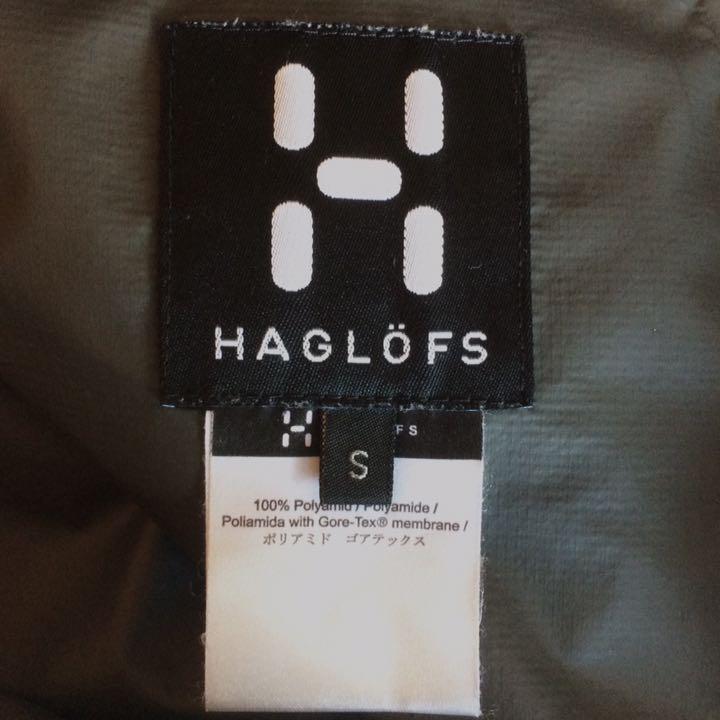 HAGLÖFS
FS
S
100% Polyamid / Polyamide /
Poliamida with Gore-Tex® membrane /
ポリアミド ゴアテックス